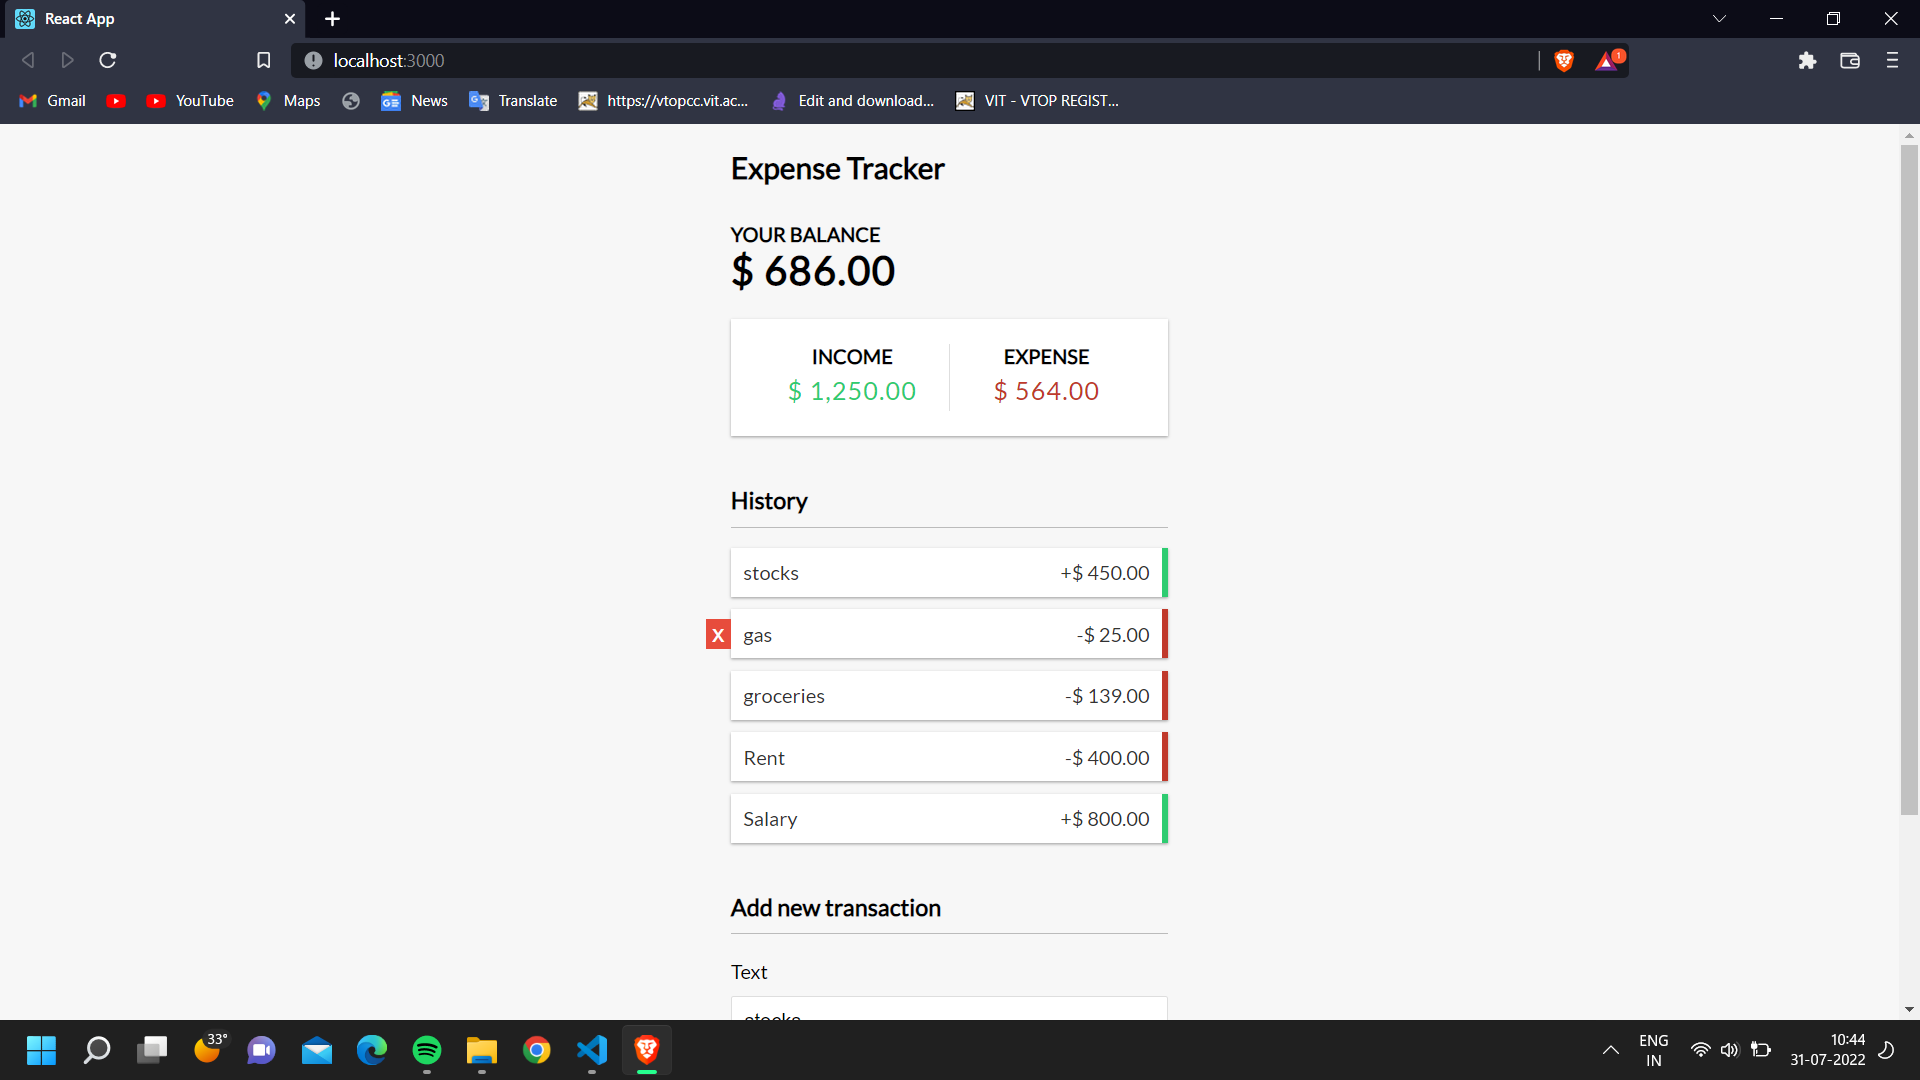 React App
localhost:3000
1
Gmail
YouTube
Maps
News
Translate
https://vtopcc.vit.ac...
Edit and download...
VIT - VTOP REGIST...
Expense Tracker
YOUR BALANCE
$ 686.00
INCOME
$ 1,250.00
EXPENSE
$ 564.00
History
stocks +$ 450.00
X gas -$ 25.00
groceries -$ 139.00
Rent -$ 400.00
Salary +$ 800.00
Add new transaction
Text
stocks
33°
ENG
IN
10:44
31-07-2022